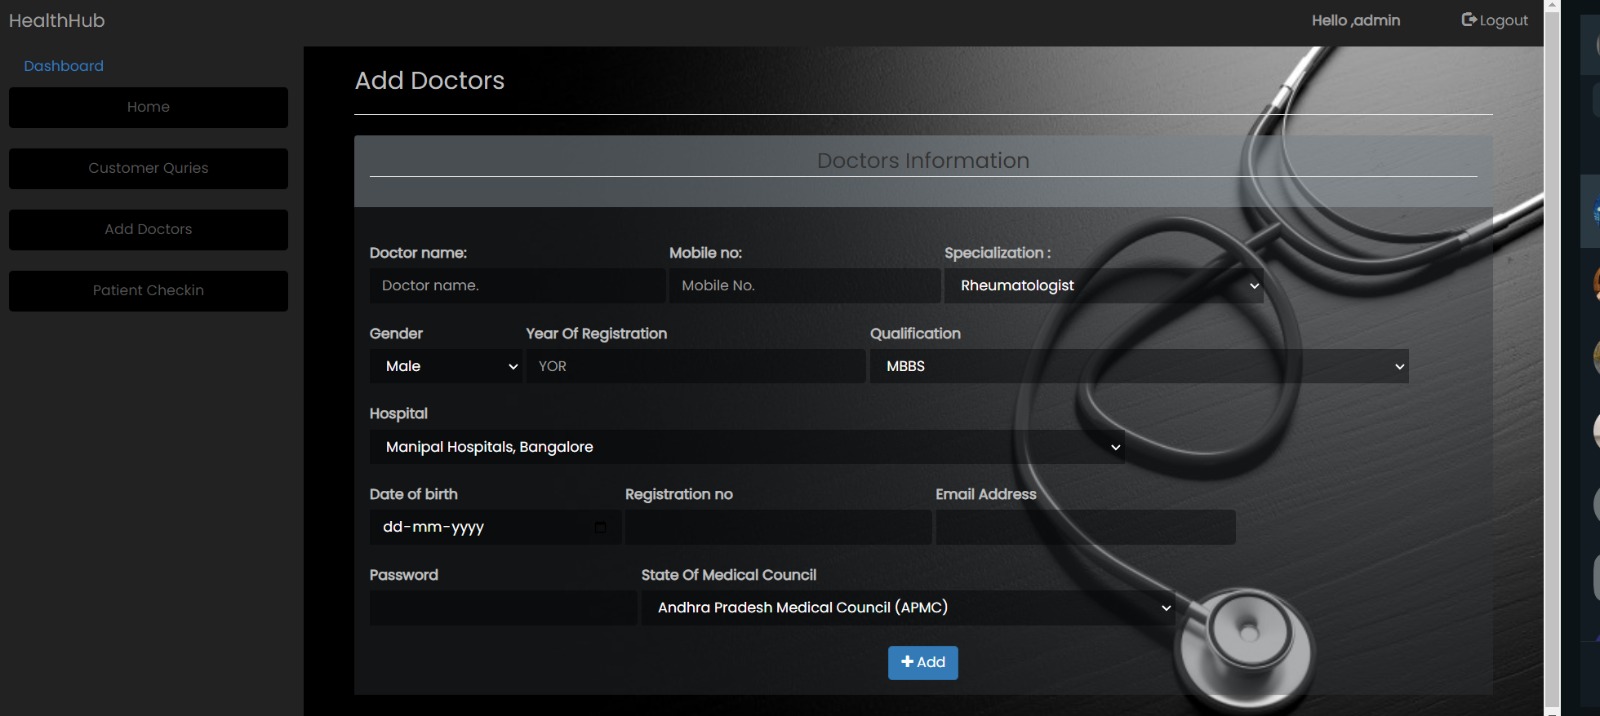 HealthHub
Hello ,admin
Logout
Dashboard
Home
Customer Quries
Add Doctors
Patient Checkin
Add Doctors
Doctors Information
Doctor name:
Mobile no:
Specialization :
Doctor name.
Mobile No.
Rheumatologist
Gender
Year Of Registration
Qualification
Male
YOR
MBBS
Hospital
Manipal Hospitals, Bangalore
Date of birth
Registration no
Email Address
dd-mm-yyyy
Password
State Of Medical Council
Andhra Pradesh Medical Council (APMC)
Add